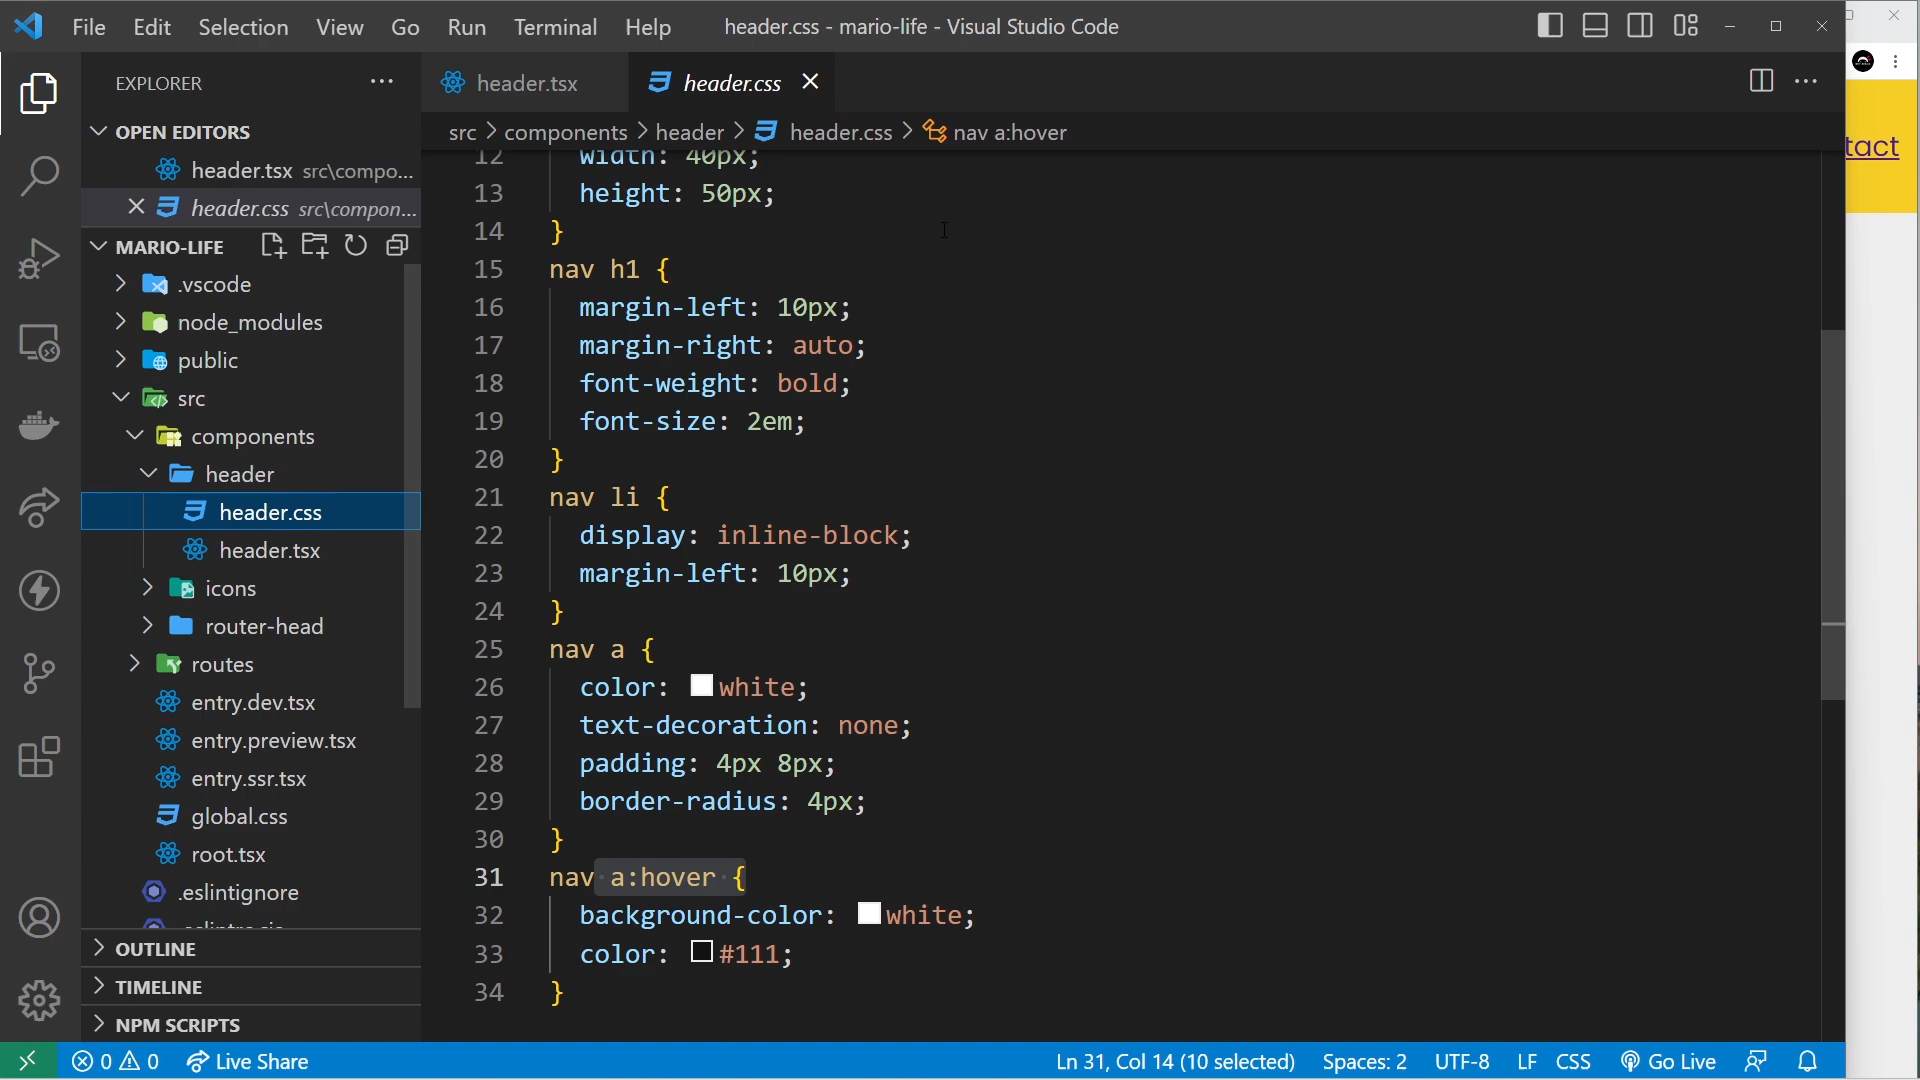 File Edit Selection View Go Run Terminal Help header.css - mario-life - Visual Studio Code
EXPLORER
header.tsx
header.css
tact
OPEN EDITORS
header.tsx src\compo...
header.css src\compon...
src > components > header > header.css > nav a:hover
MARIO-LIFE
.vscode
node_modules
public
src
components
header
header.css
header.tsx
icons
router-head
routes
entry.dev.tsx
entry.preview.tsx
entry.ssr.tsx
global.css
root.tsx
.eslintignore
OUTLINE
TIMELINE
NPM SCRIPTS
12 width: 40px;
13 height: 50px;
14 }
15 nav h1 {
16 margin-left: 10px;
17 margin-right: auto;
18 font-weight: bold;
19 font-size: 2em;
20 }
21 nav li {
22 display: inline-block;
23 margin-left: 10px;
24 }
25 nav a {
26 color: white;
27 text-decoration: none;
28 padding: 4px 8px;
29 border-radius: 4px;
30 }
31 nav a:hover {
32 background-color: white;
33 color: #111;
34 }
0 0 Live Share Ln 31, Col 14 (10 selected) Spaces: 2 UTF-8 LF CSS Go Live